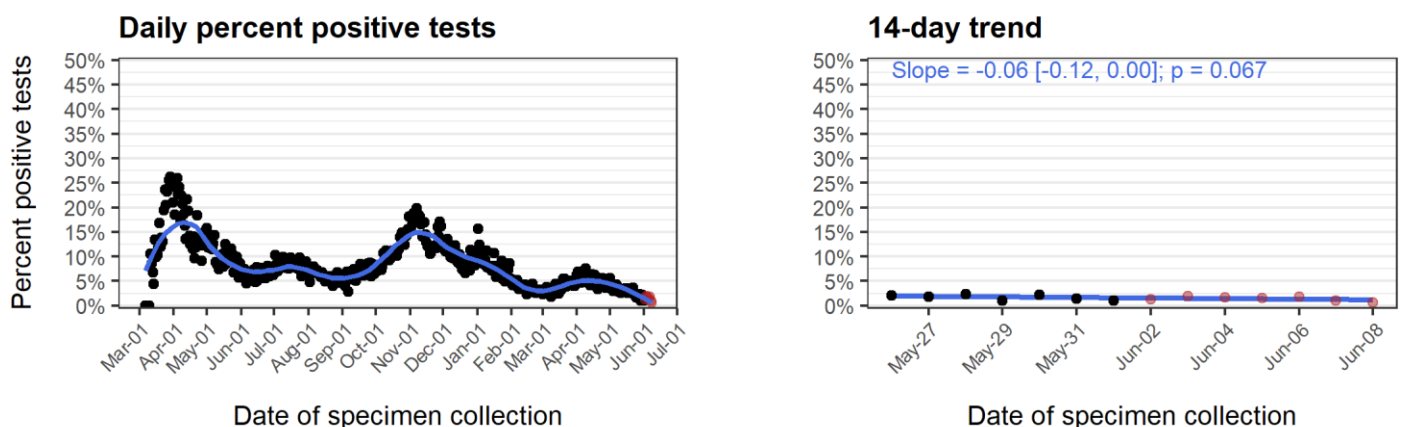 Daily percent positive tests
Percent positive tests
50%
45%
40%
35%
30%
25%
20%
15%
10%
5%
0%
Mar-01
Apr-01
May-01
Jun-01
Jul-01
Aug-01
Sep-01
Oct-01
Nov-01
Dec-01
Jan-01
Feb-01
Mar-01
Apr-01
May-01
Jun-01
Jul-01
Date of specimen collection
14-day trend
Slope = -0.06 [-0.12, 0.00]; p = 0.067
50%
45%
40%
35%
30%
25%
20%
15%
10%
5%
0%
May-27
May-29
May-31
Jun-02
Jun-04
Jun-06
Jun-08
Date of specimen collection